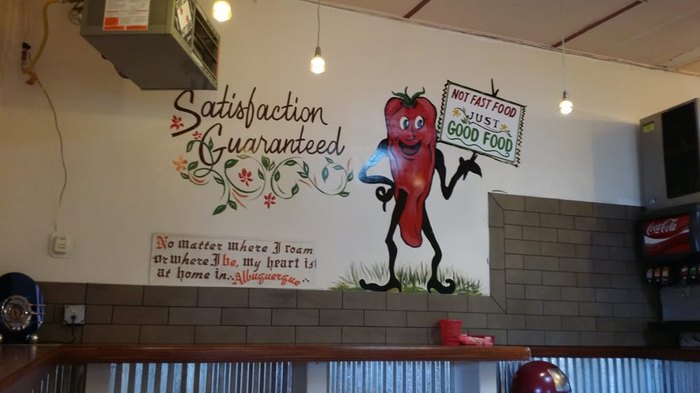 Satisfaction
Guaranteed
NOT FAST FOOD
JUST
GOOD FOOD
No matter where I roam
or where I be, my heart is
at home in... Albuquerque
Coca-Cola